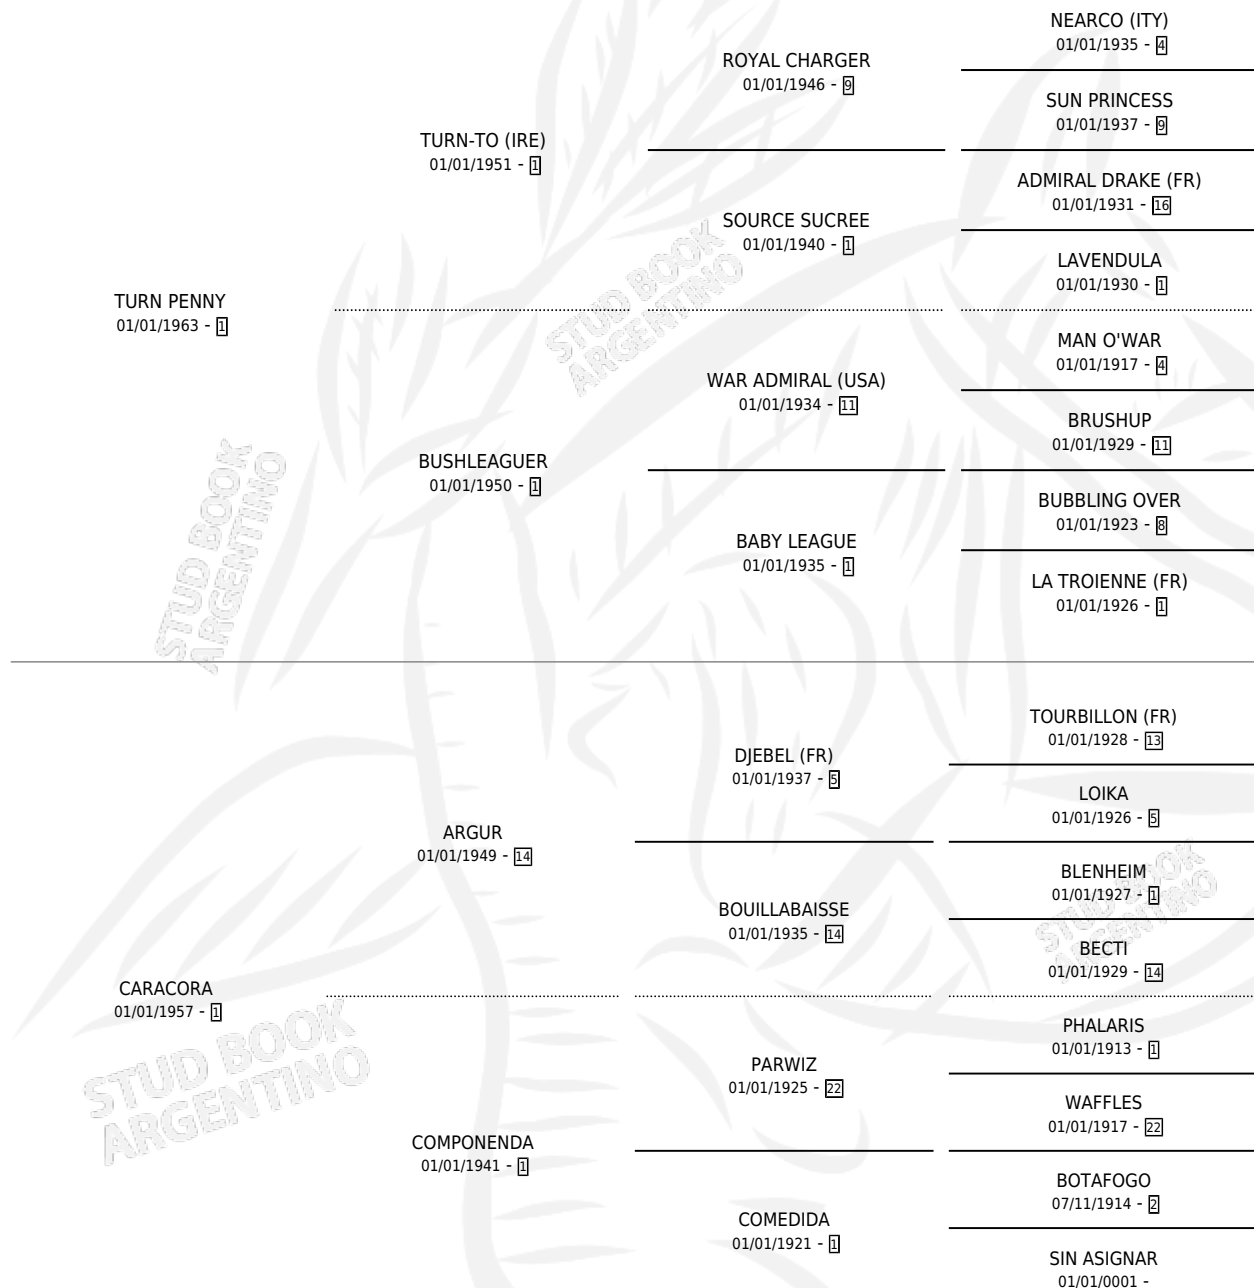 NEARCO (ITY)
01/01/1935 - 4
ROYAL CHARGER
01/01/1946 - 9
SUN PRINCESS
01/01/1937 - 9
TURN-TO (IRE)
01/01/1951 - 1
ADMIRAL DRAKE (FR)
01/01/1931 - 16
SOURCE SUCREE
01/01/1940 - 1
LAVENDULA
01/01/1930 - 1
STUD BOOK
ARGENTINO
TURN PENNY
01/01/1963 - 1
MAN O'WAR
01/01/1917 - 4
WAR ADMIRAL (USA)
01/01/1934 - 11
BRUSHUP
01/01/1929 - 11
BUSHLEAGUER
01/01/1950 - 1
BUBBLING OVER
01/01/1923 - 8
BABY LEAGUE
01/01/1935 - 1
LA TROIENNE (FR)
01/01/1926 - 1
STUD BOOK
ARGENTINO
TOURBILLON (FR)
01/01/1928 - 13
DJEBEL (FR)
01/01/1937 - 5
LOIKA
01/01/1926 - 5
ARGUR
01/01/1949 - 14
BLENHEIM
01/01/1927 - 1
BOUILLABAISSE
01/01/1935 - 14
BECTI
01/01/1929 - 14
STUD BOOK
ARGENTINO
CARACORA
01/01/1957 - 1
PHALARIS
01/01/1913 - 1
PARWIZ
01/01/1925 - 22
WAFFLES
01/01/1917 - 22
STUD BOOK
ARGENTINO
COMPONENDA
01/01/1941 - 1
BOTAFOGO
07/11/1914 - 2
COMEDIDA
01/01/1921 - 1
SIN ASIGNAR
01/01/0001 -